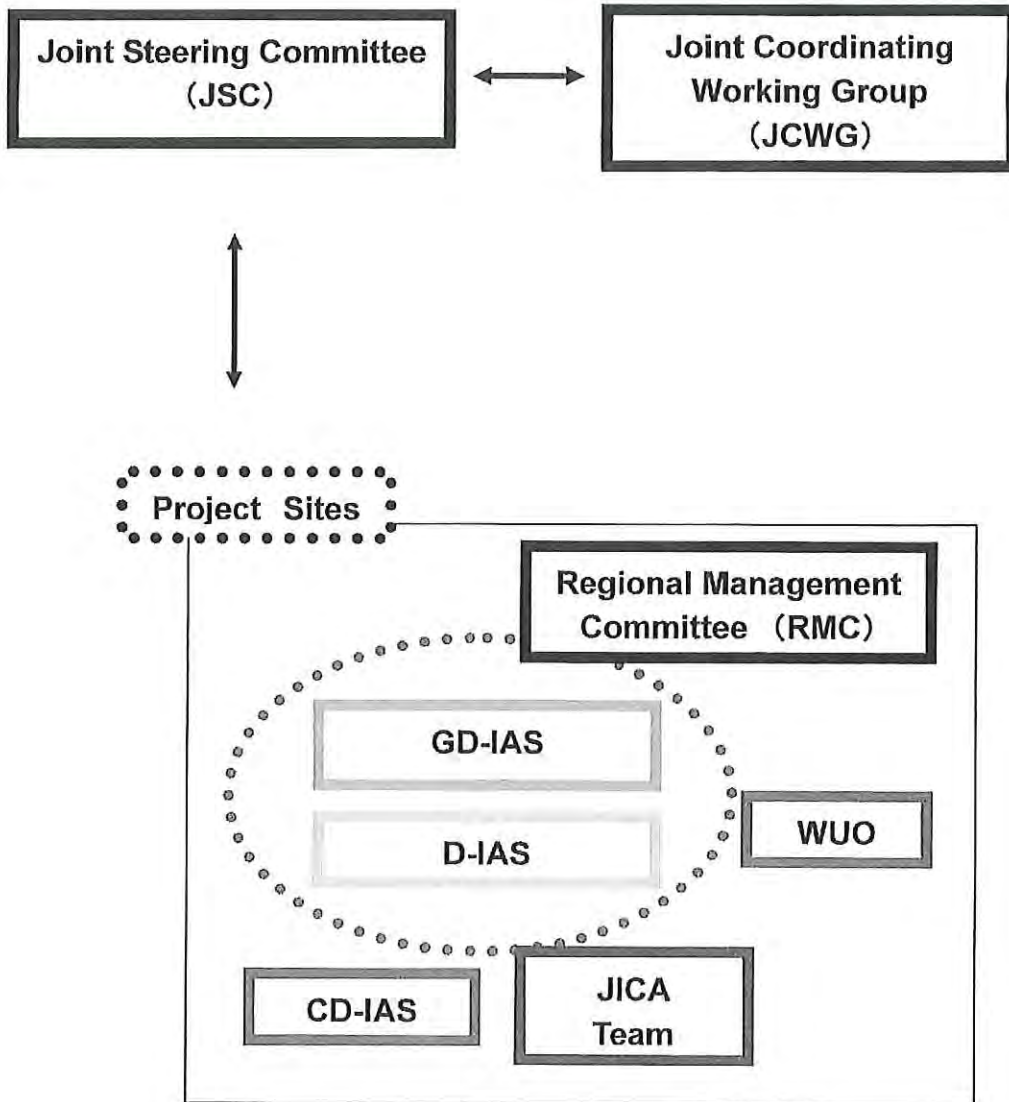 Joint Steering Committee
（JSC）
Joint Coordinating
Working Group
（JCWG）
Project Sites
Regional Management
Committee （RMC）
GD-IAS
D-IAS
WUO
CD-IAS
JICA
Team